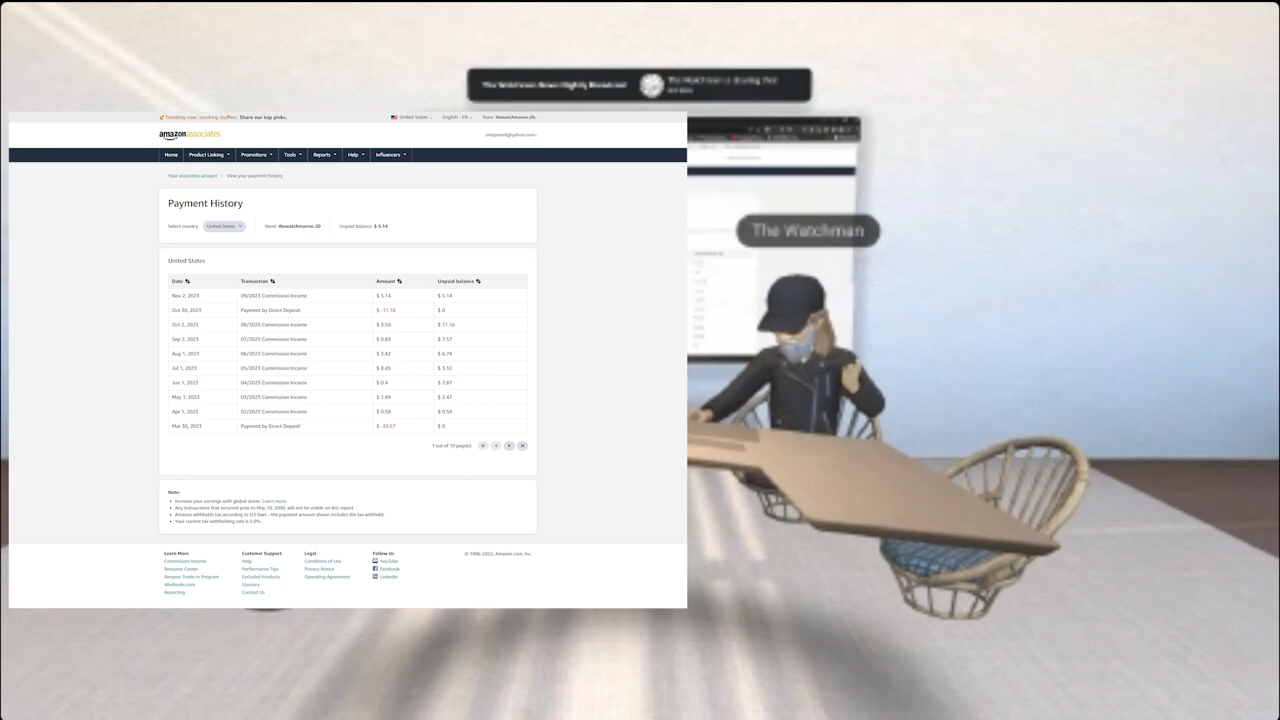 The Watchman News Nightly Broadcast
Trending now: stocking stuffers. Share our top picks.
United States
English - EN
Store: thewatchmanne-20
amazonassociates
Home
Product Linking
Promotions
Tools
Reports
Help
Influencers
Your associates account / View your payment history
Payment History
Select country United States Store: thewatchmanne-20 Unpaid balance: $ 5.14
United States
Date Transaction Amount Unpaid balance
Nov 2, 2023 09/2023 Commission Income $ 5.14 $ 5.14
Oct 30, 2023 Payment by Direct Deposit $ -11.16 $ 0
Oct 2, 2023 08/2023 Commission Income $ 3.59 $ 11.16
Sep 2, 2023 07/2023 Commission Income $ 0.83 $ 7.57
Aug 1, 2023 06/2023 Commission Income $ 3.42 $ 6.74
Jul 1, 2023 05/2023 Commission Income $ 0.45 $ 3.32
Jun 1, 2023 04/2023 Commission Income $ 0.4 $ 2.87
May 1, 2023 03/2023 Commission Income $ 1.89 $ 2.47
Apr 1, 2023 02/2023 Commission Income $ 0.58 $ 0.58
Mar 30, 2023 Payment by Direct Deposit $ -33.57 $ 0
1 out of 10 page(s)
Note:
Increase your earnings with global stores. Learn more.
Any transactions that occurred prior to May 10, 2000, will not be visible on this report.
Amazon withholds tax according to U.S laws - the payment amount shown includes the tax withheld.
Your current tax withholding rate is 0.0%.
Learn More
Commission Income
Resource Center
Amazon Trade-in Program
AbeBooks.com
Reporting
Customer Support
Help
Performance Tips
Excluded Products
Glossary
Contact Us
Legal
Conditions of Use
Privacy Notice
Operating Agreement
Follow Us
YouTube
Facebook
LinkedIn
© 1996-2023, Amazon.com, Inc.
The Watchman